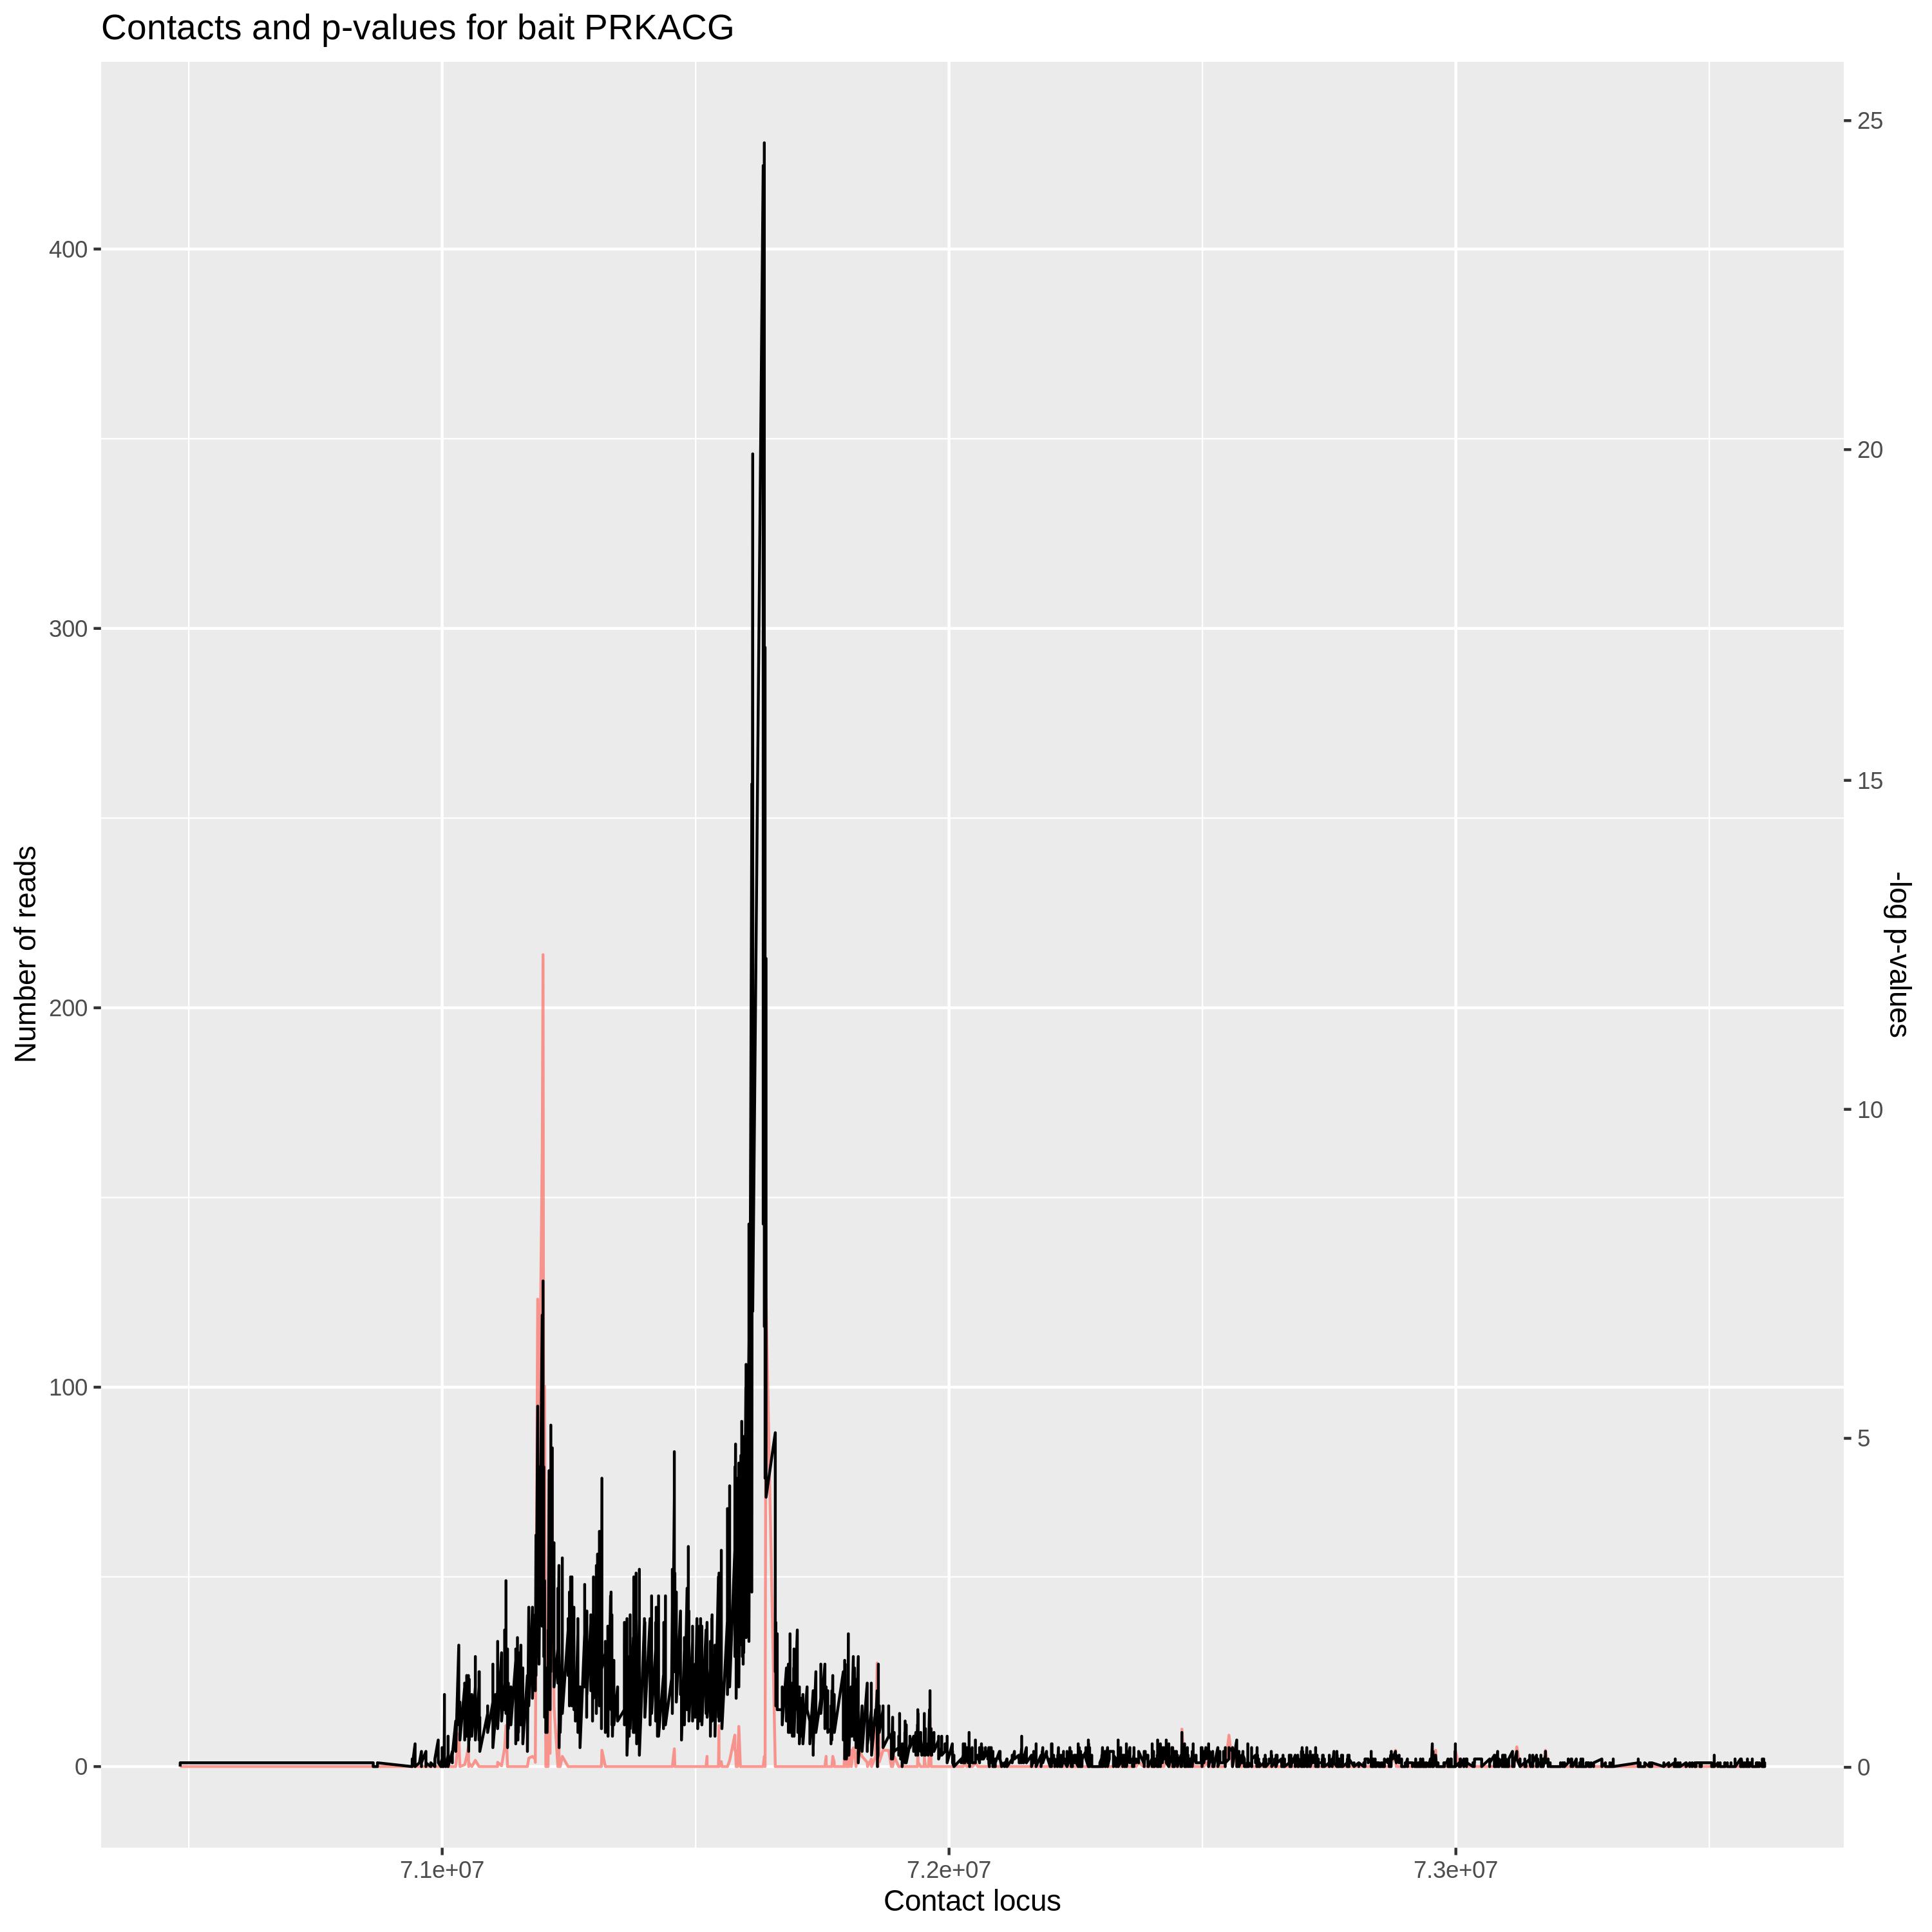 Contacts and p-values for bait PRKACG
Number of reads
400
300
200
100
0
25
20
15
10
5
0
-log p-values
7.1e+07
7.2e+07
7.3e+07
Contact locus